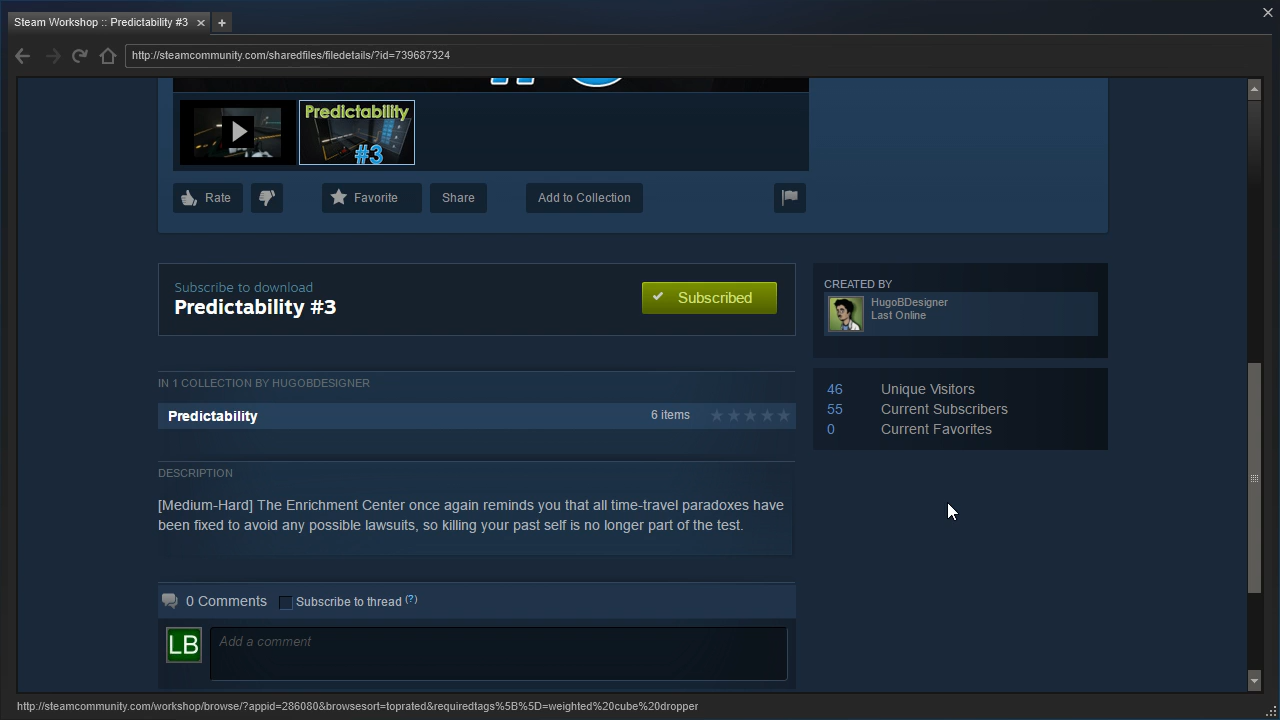 Steam Workshop :: Predictability #3
http://steamcommunity.com/sharedfiles/filedetails/?id=739687324
Predictability
#3
Rate
Favorite
Share
Add to Collection
Subscribe to download
Predictability #3
Subscribed
CREATED BY
HugoBDesigner
Last Online
46 Unique Visitors
55 Current Subscribers
0 Current Favorites
IN 1 COLLECTION BY HUGOBDESIGNER
Predictability 6 items
DESCRIPTION
[Medium-Hard] The Enrichment Center once again reminds you that all time-travel paradoxes have
been fixed to avoid any possible lawsuits, so killing your past self is no longer part of the test.
0 Comments Subscribe to thread (?)
LB
Add a comment
http://steamcommunity.com/workshop/browse/?appid=286080&browsesort=toprated&requiredtags%5B%5D=weighted%20cube%20dropper